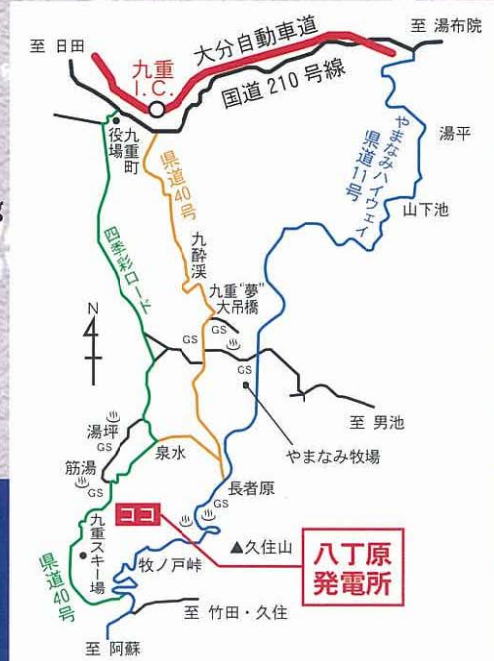 至 湯布院
大分自動車道
至 日田
九重
I.C.
国道210号線
九重町
役場
県道40号
やまなみハイウェイ
県道11号
湯平
山下池
九酔渓
四季彩ロード
九重“夢”
大吊橋
N
GS
GS
GS
至 男池
湯坪
GS
泉水
やまなみ牧場
筋湯
GS
長者原
GS
ココ
九重スキー場
▲久住山
八丁原
発電所
牧ノ戸峠
県道40号
至 竹田・久住
至 阿蘇